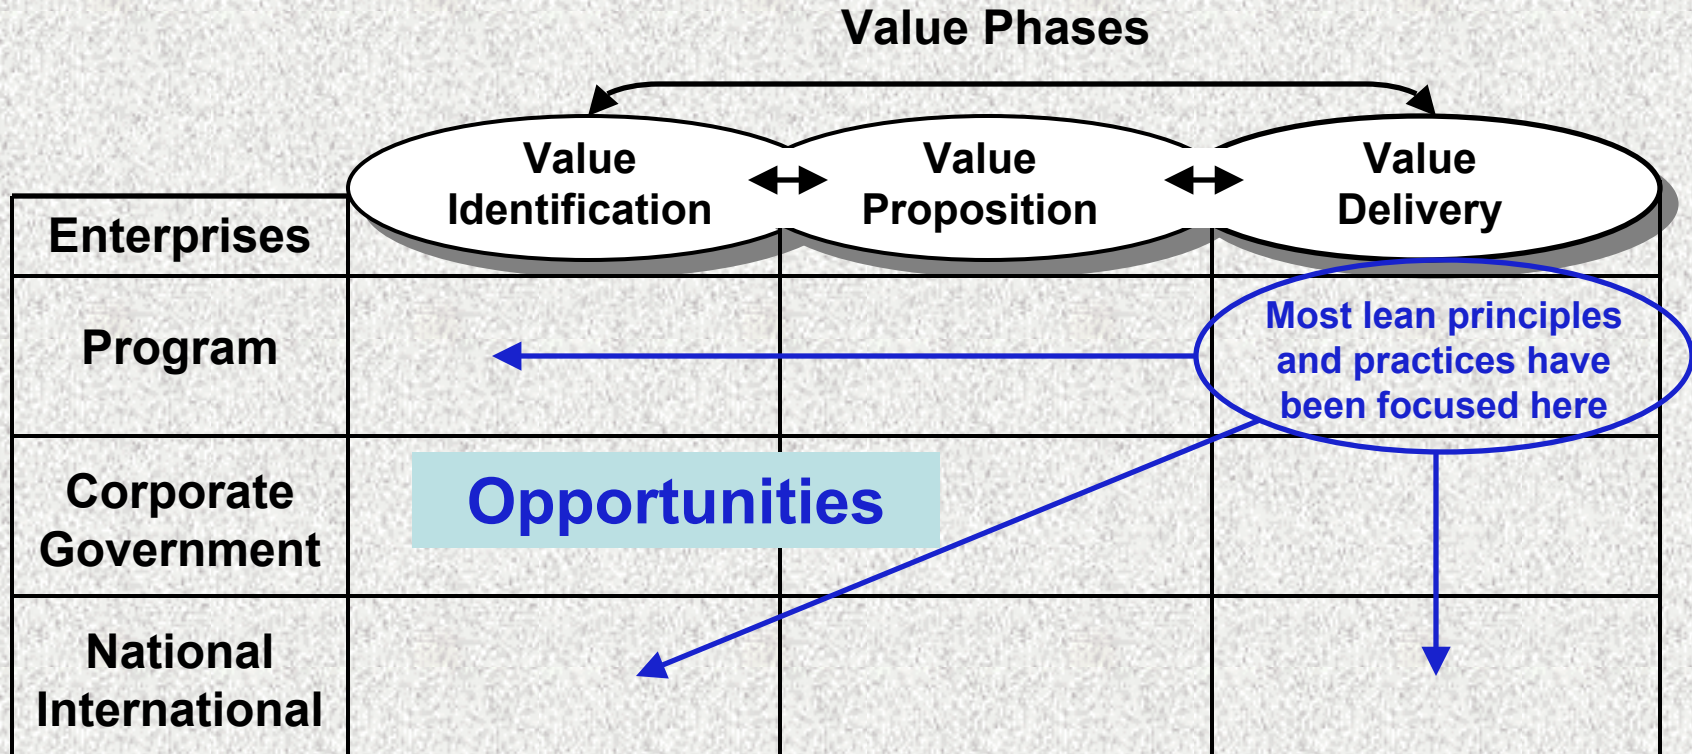 Value Phases
Value
Identification
Value
Proposition
Value
Delivery
Enterprises
Program
Most lean principles
and practices have
been focused here
Corporate
Government
Opportunities
National
International